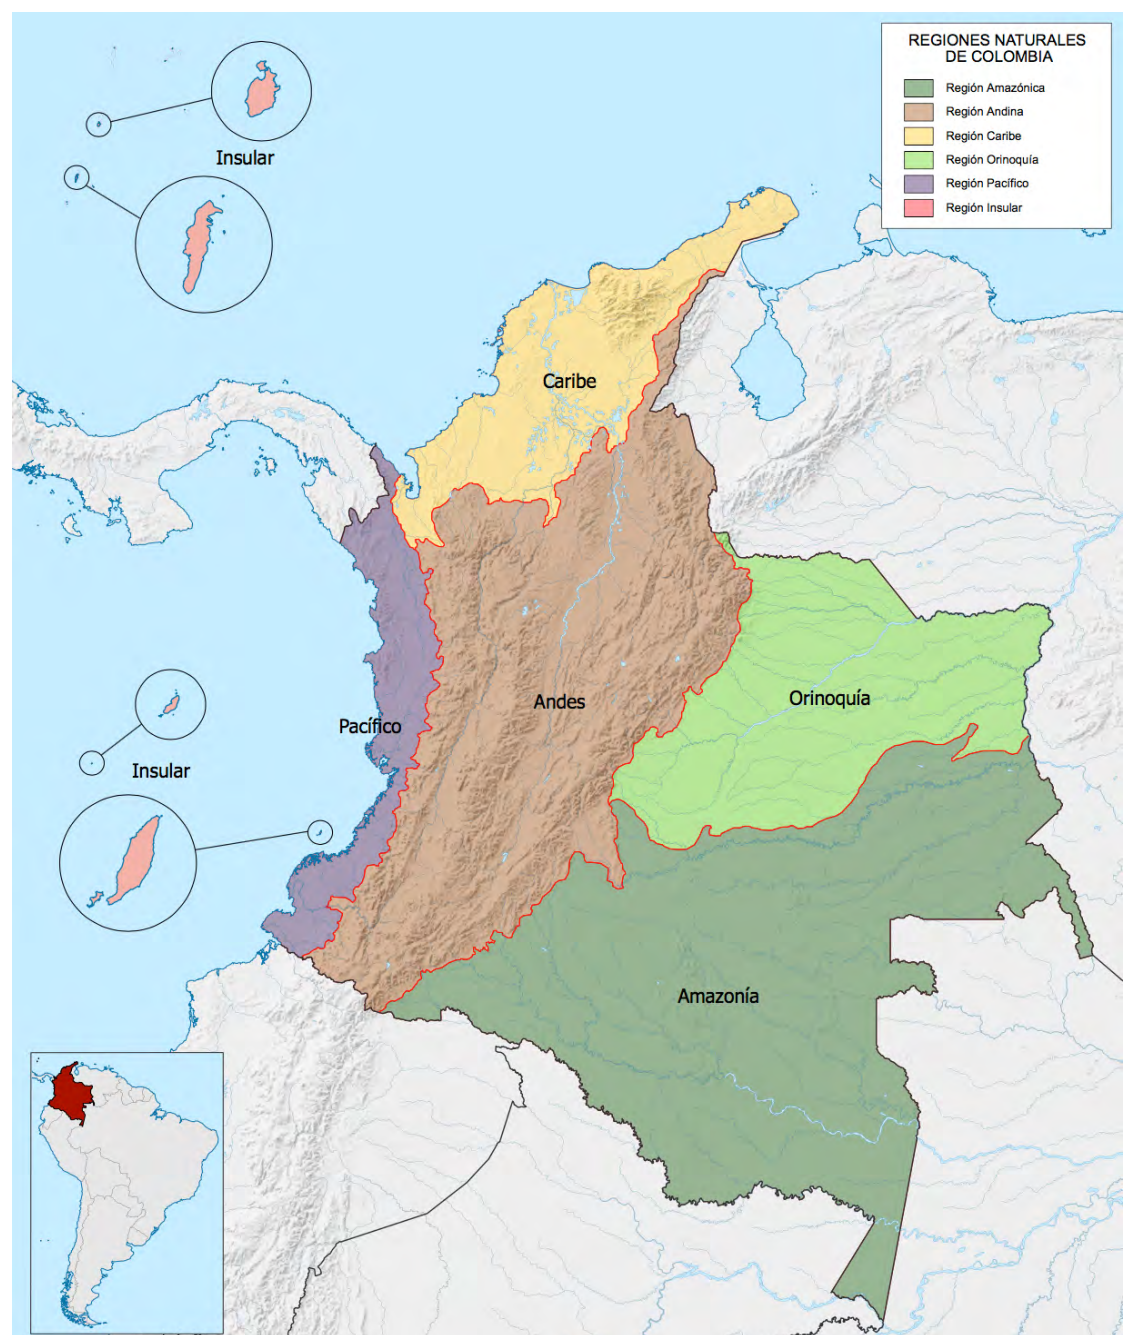 REGIONES NATURALES
DE COLOMBIA
Región Amazónica
Región Andina
Región Caribe
Región Orinoquía
Región Pacífico
Región Insular
Insular
Caribe
Andes
Orinoquía
Pacífico
Insular
Amazonía